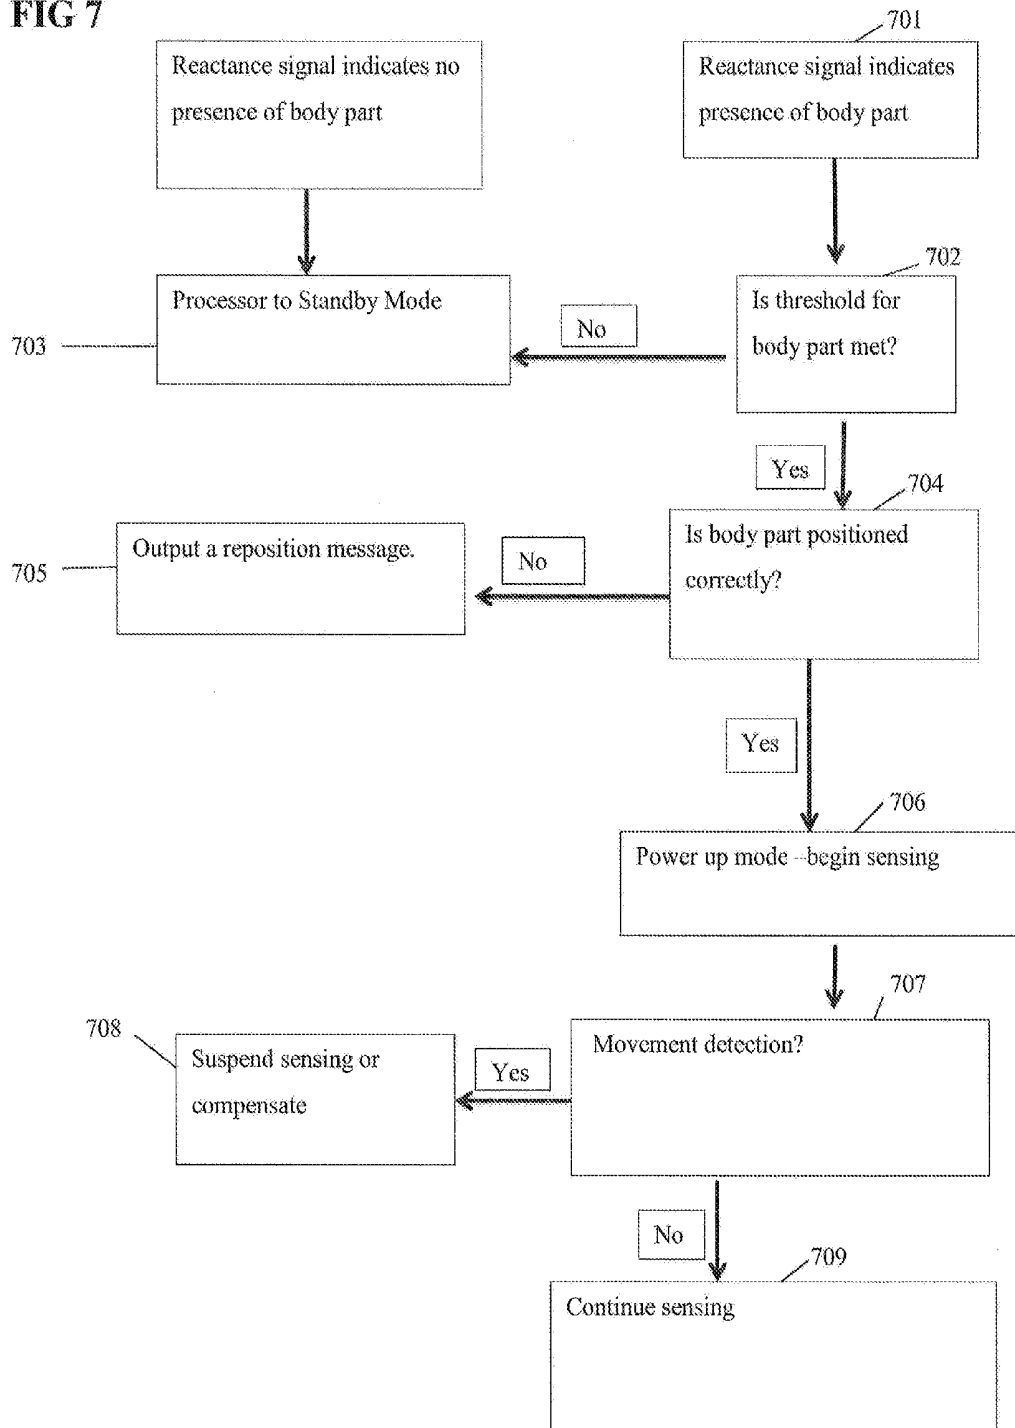 FIG 7
701
Reactance signal indicates no
presence of body part
Reactance signal indicates
presence of body part
702
Processor to Standby Mode
703
No
Is threshold for
body part met?
Yes
704
Output a reposition message.
705
No
Is body part positioned
correctly?
Yes
706
Power up mode –begin sensing
707
708
Suspend sensing or
compensate
Yes
Movement detection?
No
709
Continue sensing